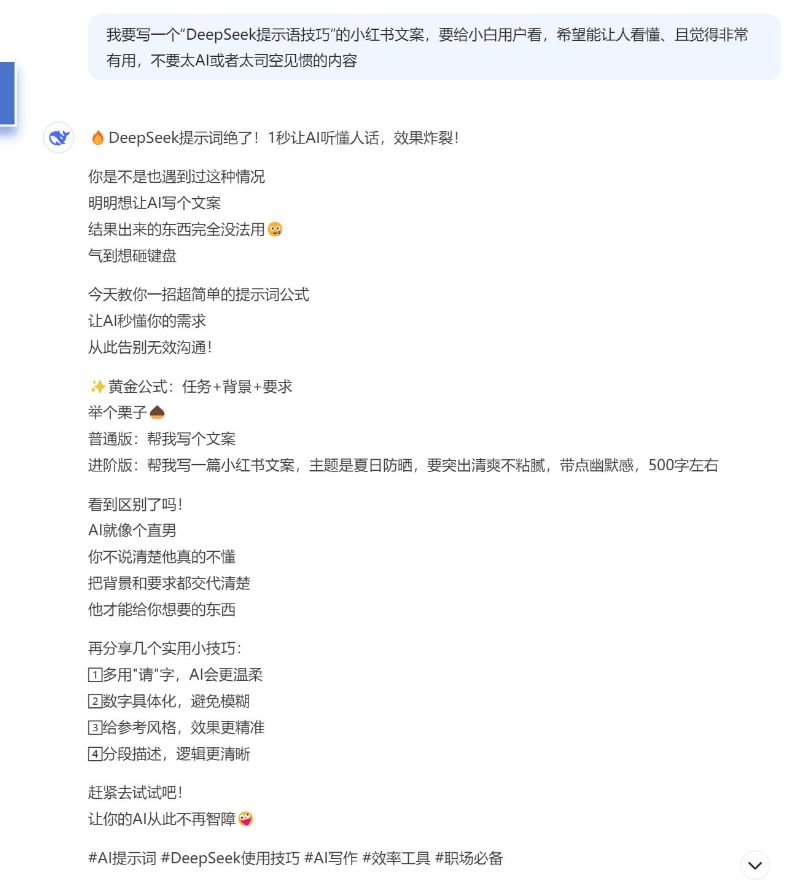 我要写一个“DeepSeek提示语技巧”的小红书文案，要给小白用户看，希望能让人看懂、且觉得非常
有用，不要太AI或者太司空见惯的内容
🔥DeepSeek提示词绝了！1秒让AI听懂人话，效果炸裂！
你是不是也遇到过这种情况
明明想让AI写个文案
结果出来的东西完全没法用🤪
气到想砸键盘
今天教你一招超简单的提示词公式
让AI秒懂你的需求
从此告别无效沟通！
✨黄金公式：任务+背景+要求
举个栗子🌰
普通版：帮我写个文案
进阶版：帮我写一篇小红书文案，主题是夏日防晒，要突出清爽不粘腻，带点幽默感，500字左右
看到区别了吗！
AI就像个直男
你不说清楚他真的不懂
把背景和要求都交代清楚
他才能给你想要的东西
再分享几个实用小技巧：
1️⃣多用"请"字，AI会更温柔
2️⃣数字具体化，避免模糊
3️⃣给参考风格，效果更精准
4️⃣分段描述，逻辑更清晰
赶紧去试试吧！
让你的AI从此不再智障🤪
#AI提示词 #DeepSeek使用技巧 #AI写作 #效率工具 #职场必备